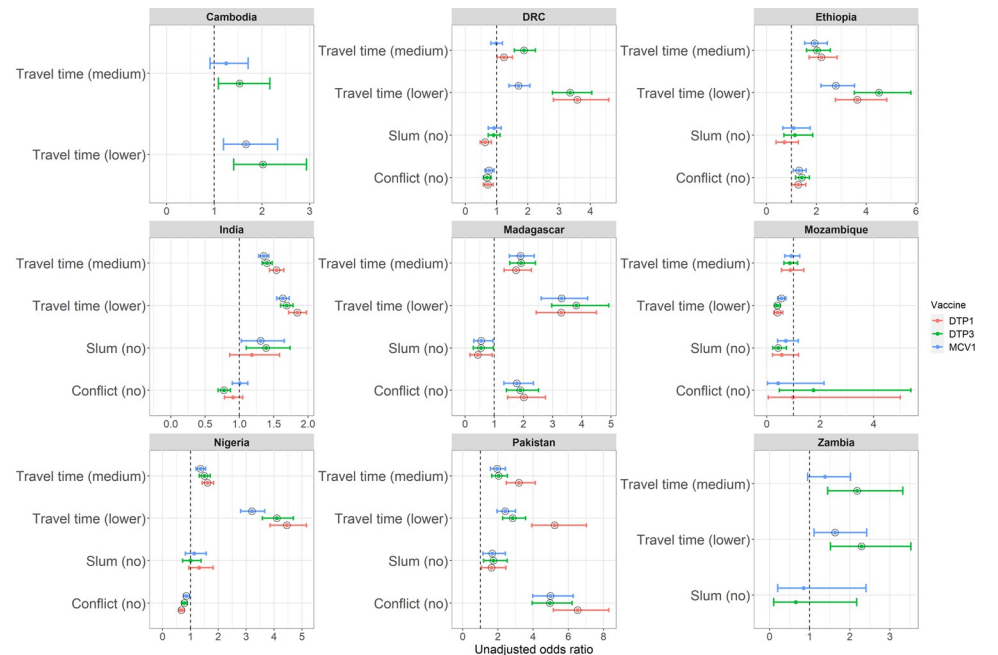 Cambodia
Travel time (medium)
Travel time (lower)
0 1 2 3
DRC
Travel time (medium)
Travel time (lower)
Slum (no)
Conflict (no)
0 1 2 3 4
Ethiopia
Travel time (medium)
Travel time (lower)
Slum (no)
Conflict (no)
0 2 4 6
India
Travel time (medium)
Travel time (lower)
Slum (no)
Conflict (no)
0.0 0.5 1.0 1.5 2.0
Madagascar
Travel time (medium)
Travel time (lower)
Slum (no)
Conflict (no)
0 1 2 3 4 5
Mozambique
Travel time (medium)
Travel time (lower)
Slum (no)
Conflict (no)
0 2 4
Vaccine
DTP1
DTP3
MCV1
Nigeria
Travel time (medium)
Travel time (lower)
Slum (no)
Conflict (no)
0 1 2 3 4 5
Pakistan
Travel time (medium)
Travel time (lower)
Slum (no)
Conflict (no)
0 2 4 6 8
Zambia
Travel time (medium)
Travel time (lower)
Slum (no)
0 1 2 3
Unadjusted odds ratio